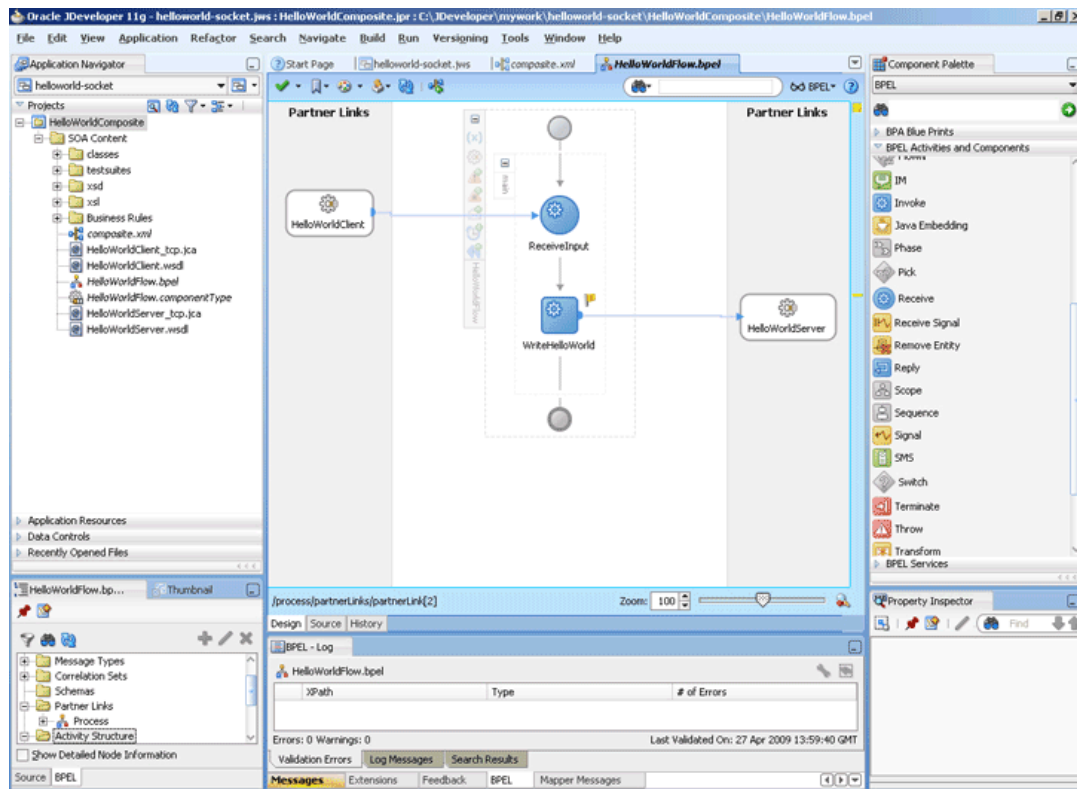 Oracle JDeveloper 11g - helloworld-socket.jws : HelloWorldComposite.jpr : C:\JDeveloper\mywork\helloworld-socket\HelloWorldComposite\HelloWorldFlow.bpel
File Edit View Application Refactor Search Navigate Build Run Versioning Tools Window Help
Application Navigator
helloworld-socket
Projects
HelloWorldComposite
SOA Content
classes
testsuites
xsd
xsl
Business Rules
composite.xml
HelloWorldClient_tcp.jca
HelloWorldClient.wsdl
HelloWorldFlow.bpel
HelloWorldFlow.componentType
HelloWorldServer_tcp.jca
HelloWorldServer.wsdl
Application Resources
Data Controls
Recently Opened Files
HelloWorldFlow.bp... Thumbnail
Message Types
Correlation Sets
Schemas
Partner Links
Process
Activity Structure
Show Detailed Node Information
Source BPEL
Start Page helloworld-socket.jws composite.xml HelloWorldFlow.bpel
BPEL
Partner Links Partner Links
main
HelloWorldClient
ReceiveInput
HelloWorldFlow
HelloWorldServer
WriteHelloWorld
/process/partnerLinks/partnerLink[2] Zoom: 100
Design Source History
BPEL - Log
HelloWorldFlow.bpel
XPath Type # of Errors
Errors: 0 Warnings: 0 Last Validated On: 27 Apr 2009 13:59:40 GMT
Validation Errors Log Messages Search Results
Messages Extensions Feedback BPEL Mapper Messages
Component Palette
BPEL
BPA Blue Prints
BPEL Activities and Components
IM
Invoke
Java Embedding
Phase
Pick
Receive
Receive Signal
Remove Entity
Reply
Scope
Sequence
Signal
SMS
Switch
Terminate
Throw
Transform
BPEL Services
Property Inspector
Find